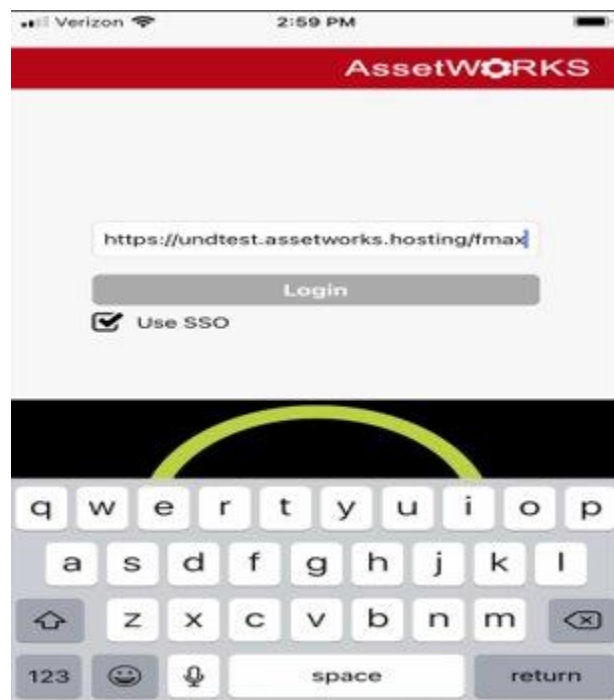 Verizon 2:59 PM
AssetWORKS
https://undtest.assetworks.hosting/fmax
Login
Use SSO
q w e r t y u i o p
a s d f g h j k l
z x c v b n m
123 space return